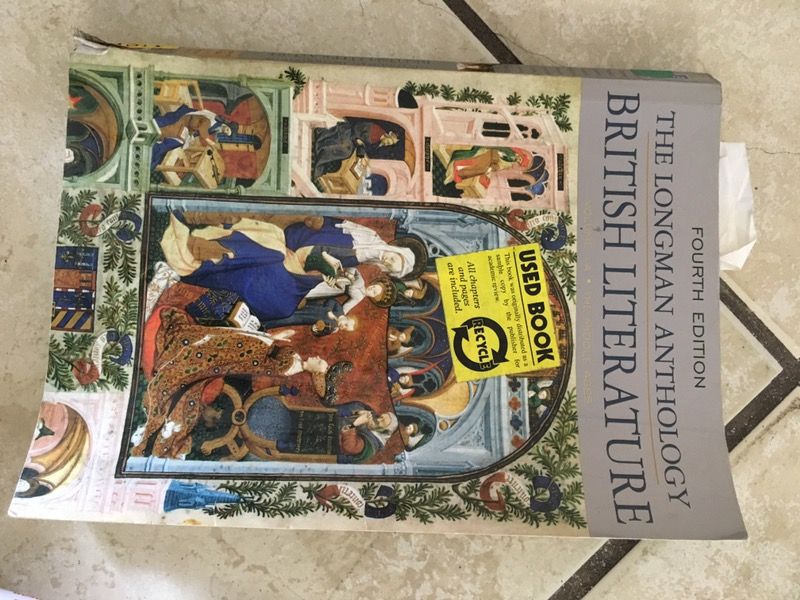 FOURTH EDITION
THE LONGMAN ANTHOLOGY
BRITISH LITERATURE
USED BOOK
This book was originally distributed as a
sample copy by the publisher for
academic review.
All chapters
and pages
are included.
RECYCLE